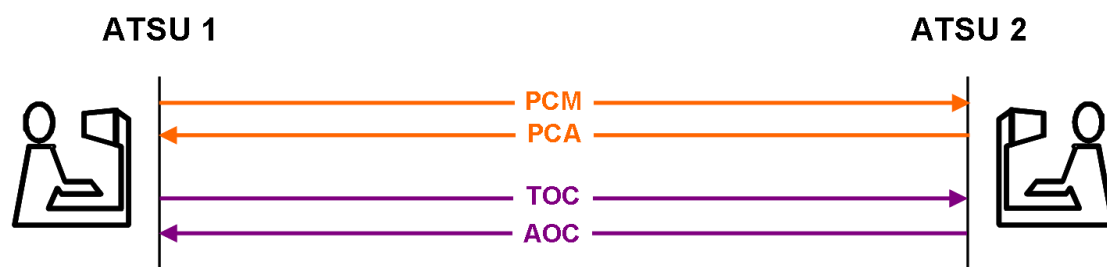 ATSU 1
ATSU 2
PCM
PCA
TOC
AOC